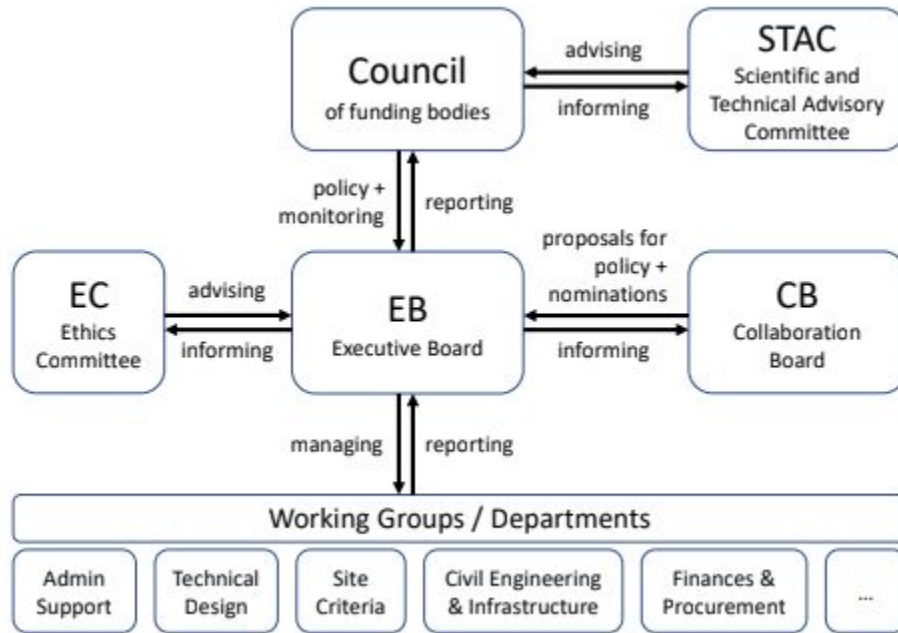 Council
of funding bodies
advising
informing
STAC
Scientific and
Technical Advisory
Committee
policy +
monitoring
reporting
EC
Ethics
Committee
advising
informing
EB
Executive Board
proposals for
policy +
nominations
informing
CB
Collaboration
Board
managing
reporting
Working Groups / Departments
Admin
Support
Technical
Design
Site
Criteria
Civil Engineering
& Infrastructure
Finances &
Procurement
...